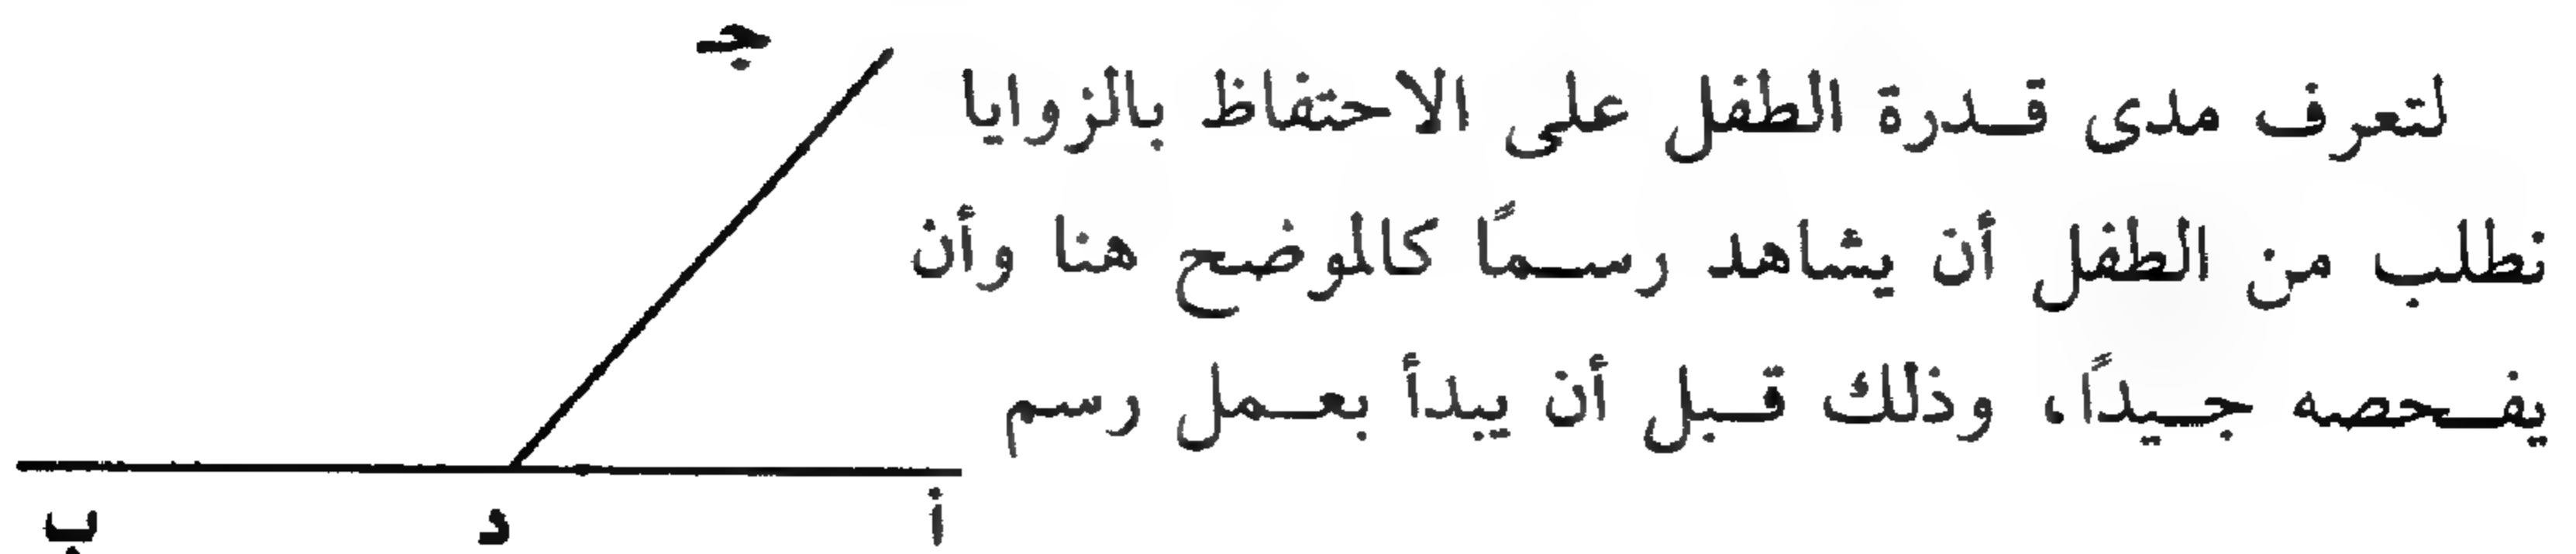 لتعرف مدى قدرة الطفل على الاحتفاظ بالزوايا
نطلب من الطفل أن يشاهد رسمًا كالموضح هنا وأن
يفحصه جيدًا، وذلك قبل أن يبدأ بعمل رسم
جـ
أ
د
ب